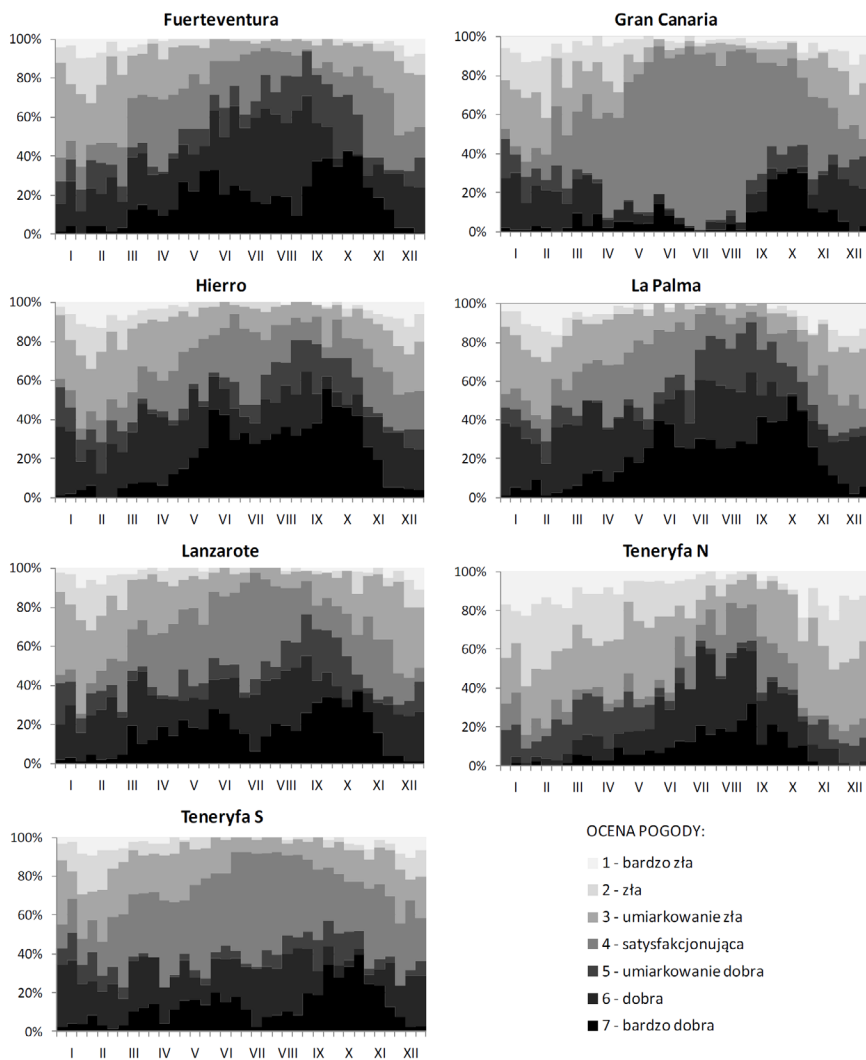 Fuerteventura
100%
80%
60%
40%
20%
0%
I II III IV V VI VII VIII IX X XI XII
Gran Canaria
100%
80%
60%
40%
20%
0%
I II III IV V VI VII VIII IX X XI XII
Hierro
100%
80%
60%
40%
20%
0%
I II III IV V VI VII VIII IX X XI XII
La Palma
100%
80%
60%
40%
20%
0%
I II III IV V VI VII VIII IX X XI XII
Lanzarote
100%
80%
60%
40%
20%
0%
I II III IV V VI VII VIII IX X XI XII
Teneryfa N
100%
80%
60%
40%
20%
0%
I II III IV V VI VII VIII IX X XI XII
Teneryfa S
100%
80%
60%
40%
20%
0%
I II III IV V VI VII VIII IX X XI XII
OCENA POGODY:
1 - bardzo zła
2 - zła
3 - umiarkowanie zła
4 - satysfakcjonująca
5 - umiarkowanie dobra
6 - dobra
7 - bardzo dobra